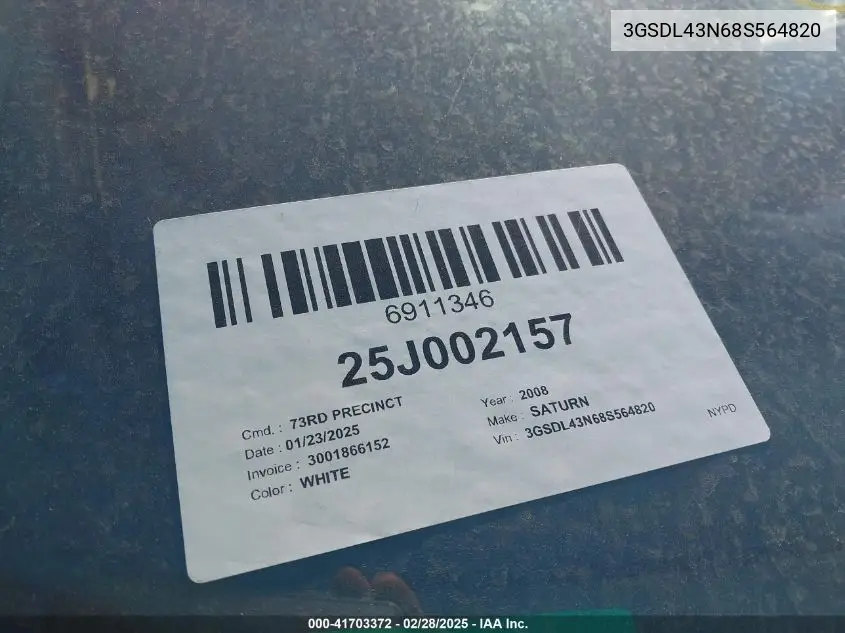 3GSDL43N68S564820
6911346
25J002157
Cmd. : 73RD PRECINCT
Date : 01/23/2025
Invoice : 3001866152
Color : WHITE
Year : 2008
Make : SATURN
Vin : 3GSDL43N68S564820
NYPD
000-41703372 - 02/28/2025 - IAA Inc.